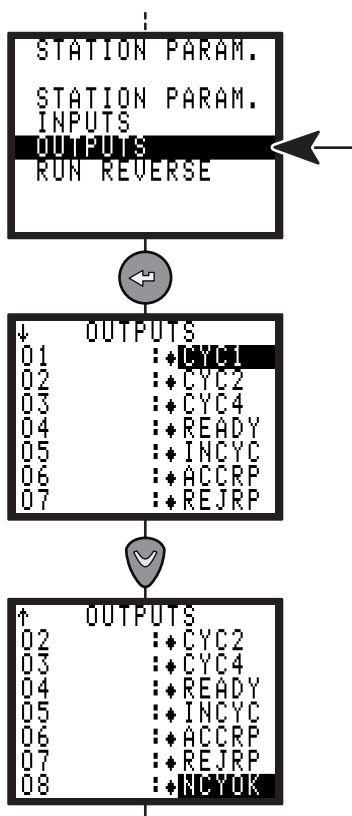 STATION PARAM.
STATION PARAM.
INPUTS
OUTPUTS
RUN REVERSE
↓ OUTPUTS
01 :♦CYC1
02 :♦CYC2
03 :♦CYC4
04 :♦READY
05 :♦INCYC
06 :♦ACCRP
07 :♦REJRP
↑ OUTPUTS
02 :♦CYC2
03 :♦CYC4
04 :♦READY
05 :♦INCYC
06 :♦ACCRP
07 :♦REJRP
08 :♦NCYOK